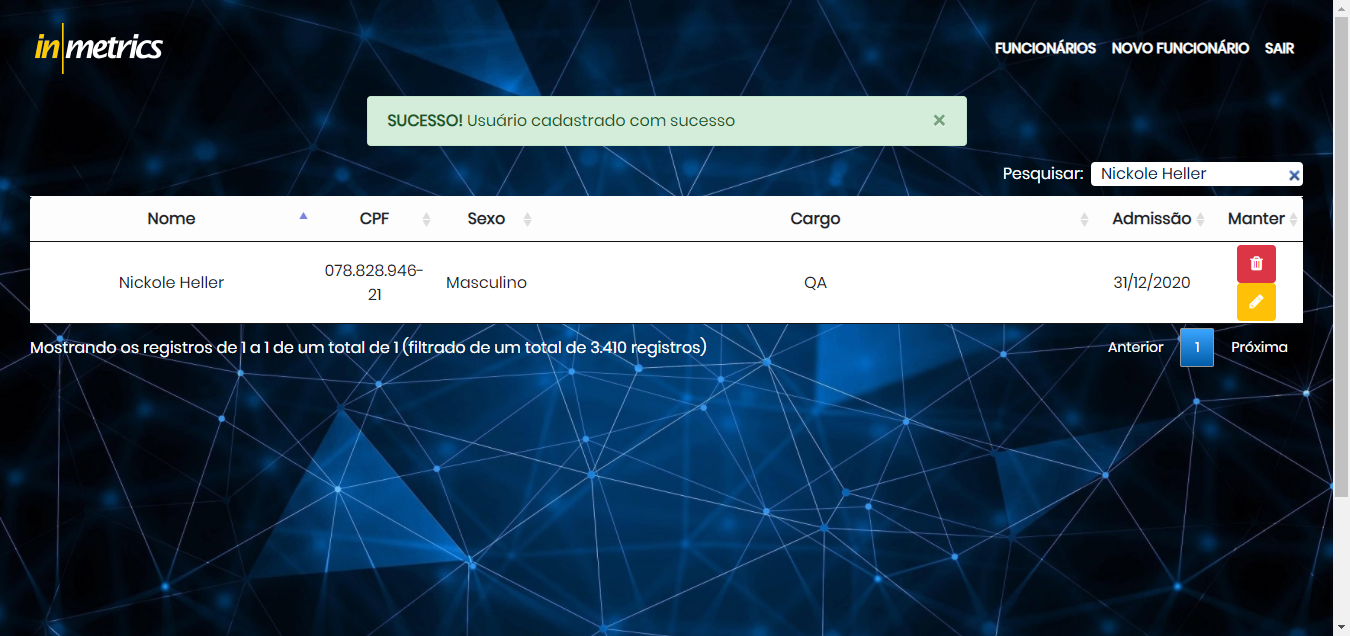 inmetrics
FUNCIONÁRIOS NOVO FUNCIONÁRIO SAIR
SUCESSO! Usuário cadastrado com sucesso ×
Pesquisar: Nickole Heller
Nome CPF Sexo Cargo Admissão Manter
Nickole Heller 078.828.946-
21 Masculino QA 31/12/2020
Mostrando os registros de 1 a 1 de um total de 1 (filtrado de um total de 3.410 registros)
Anterior 1 Próxima